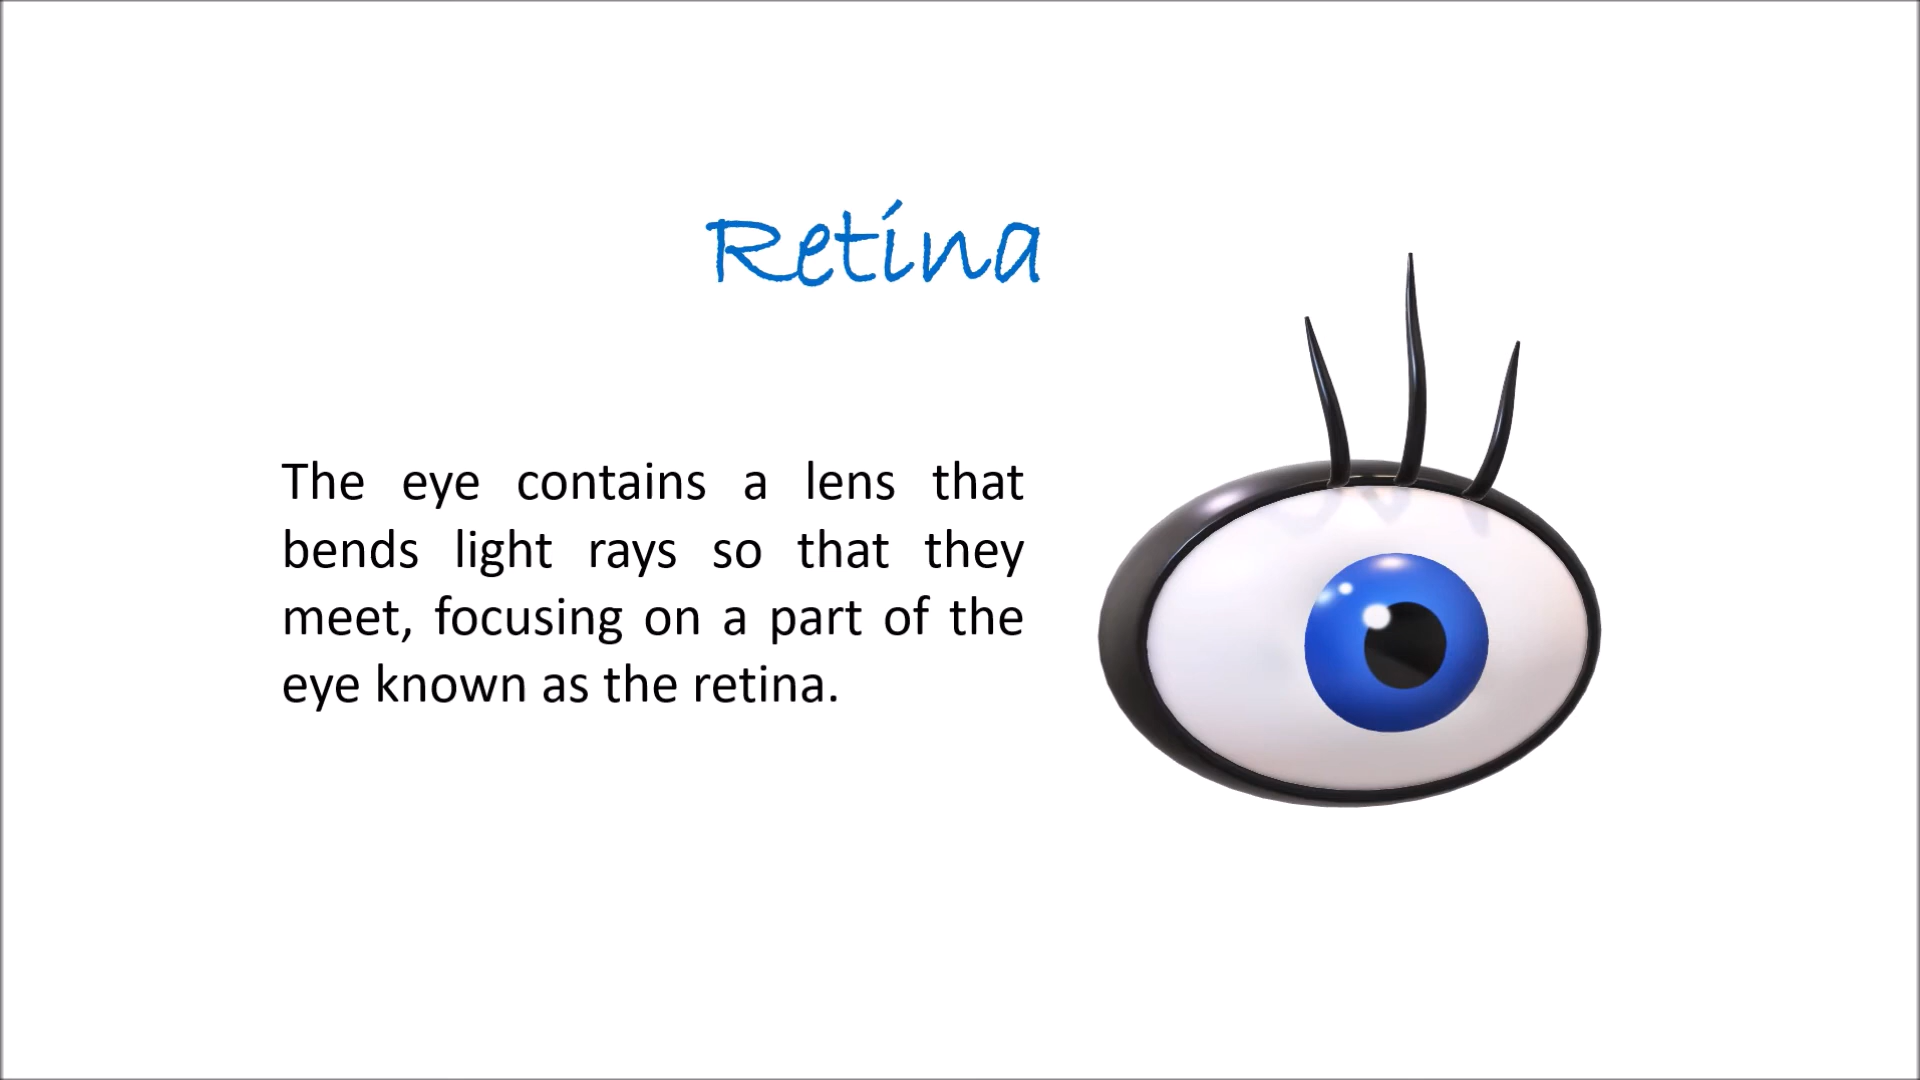 Retina
The eye contains a lens that
bends light rays so that they
meet, focusing on a part of the
eye known as the retina.